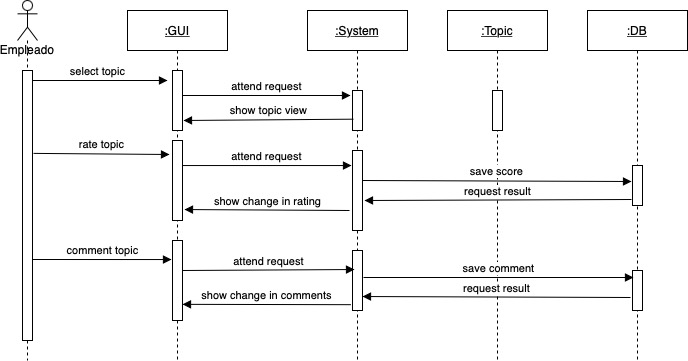 :GUI
:System
:Topic
:DB
Empleado
select topic
attend request
show topic view
rate topic
attend request
save score
request result
show change in rating
comment topic
attend request
save comment
request result
show change in comments